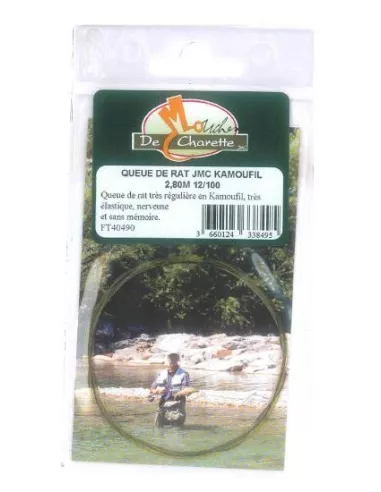 Mouches
De Charette
QUEUE DE RAT JMC KAMOUFIL
2,80M 12/100
Queue de rat très régulière en Kamoufil, très
élastique, nerveuse
et sans mémoire.
FT40490
3 660124 338495